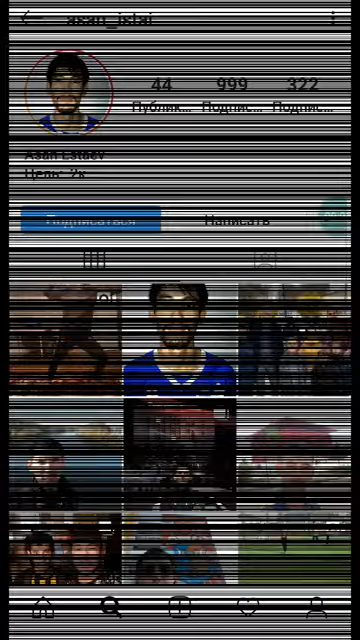 asan_istai
44 999 322
Публик... Подпис... Подпис...
Asan Estaev
Цель: 2к
Подписаться Написать